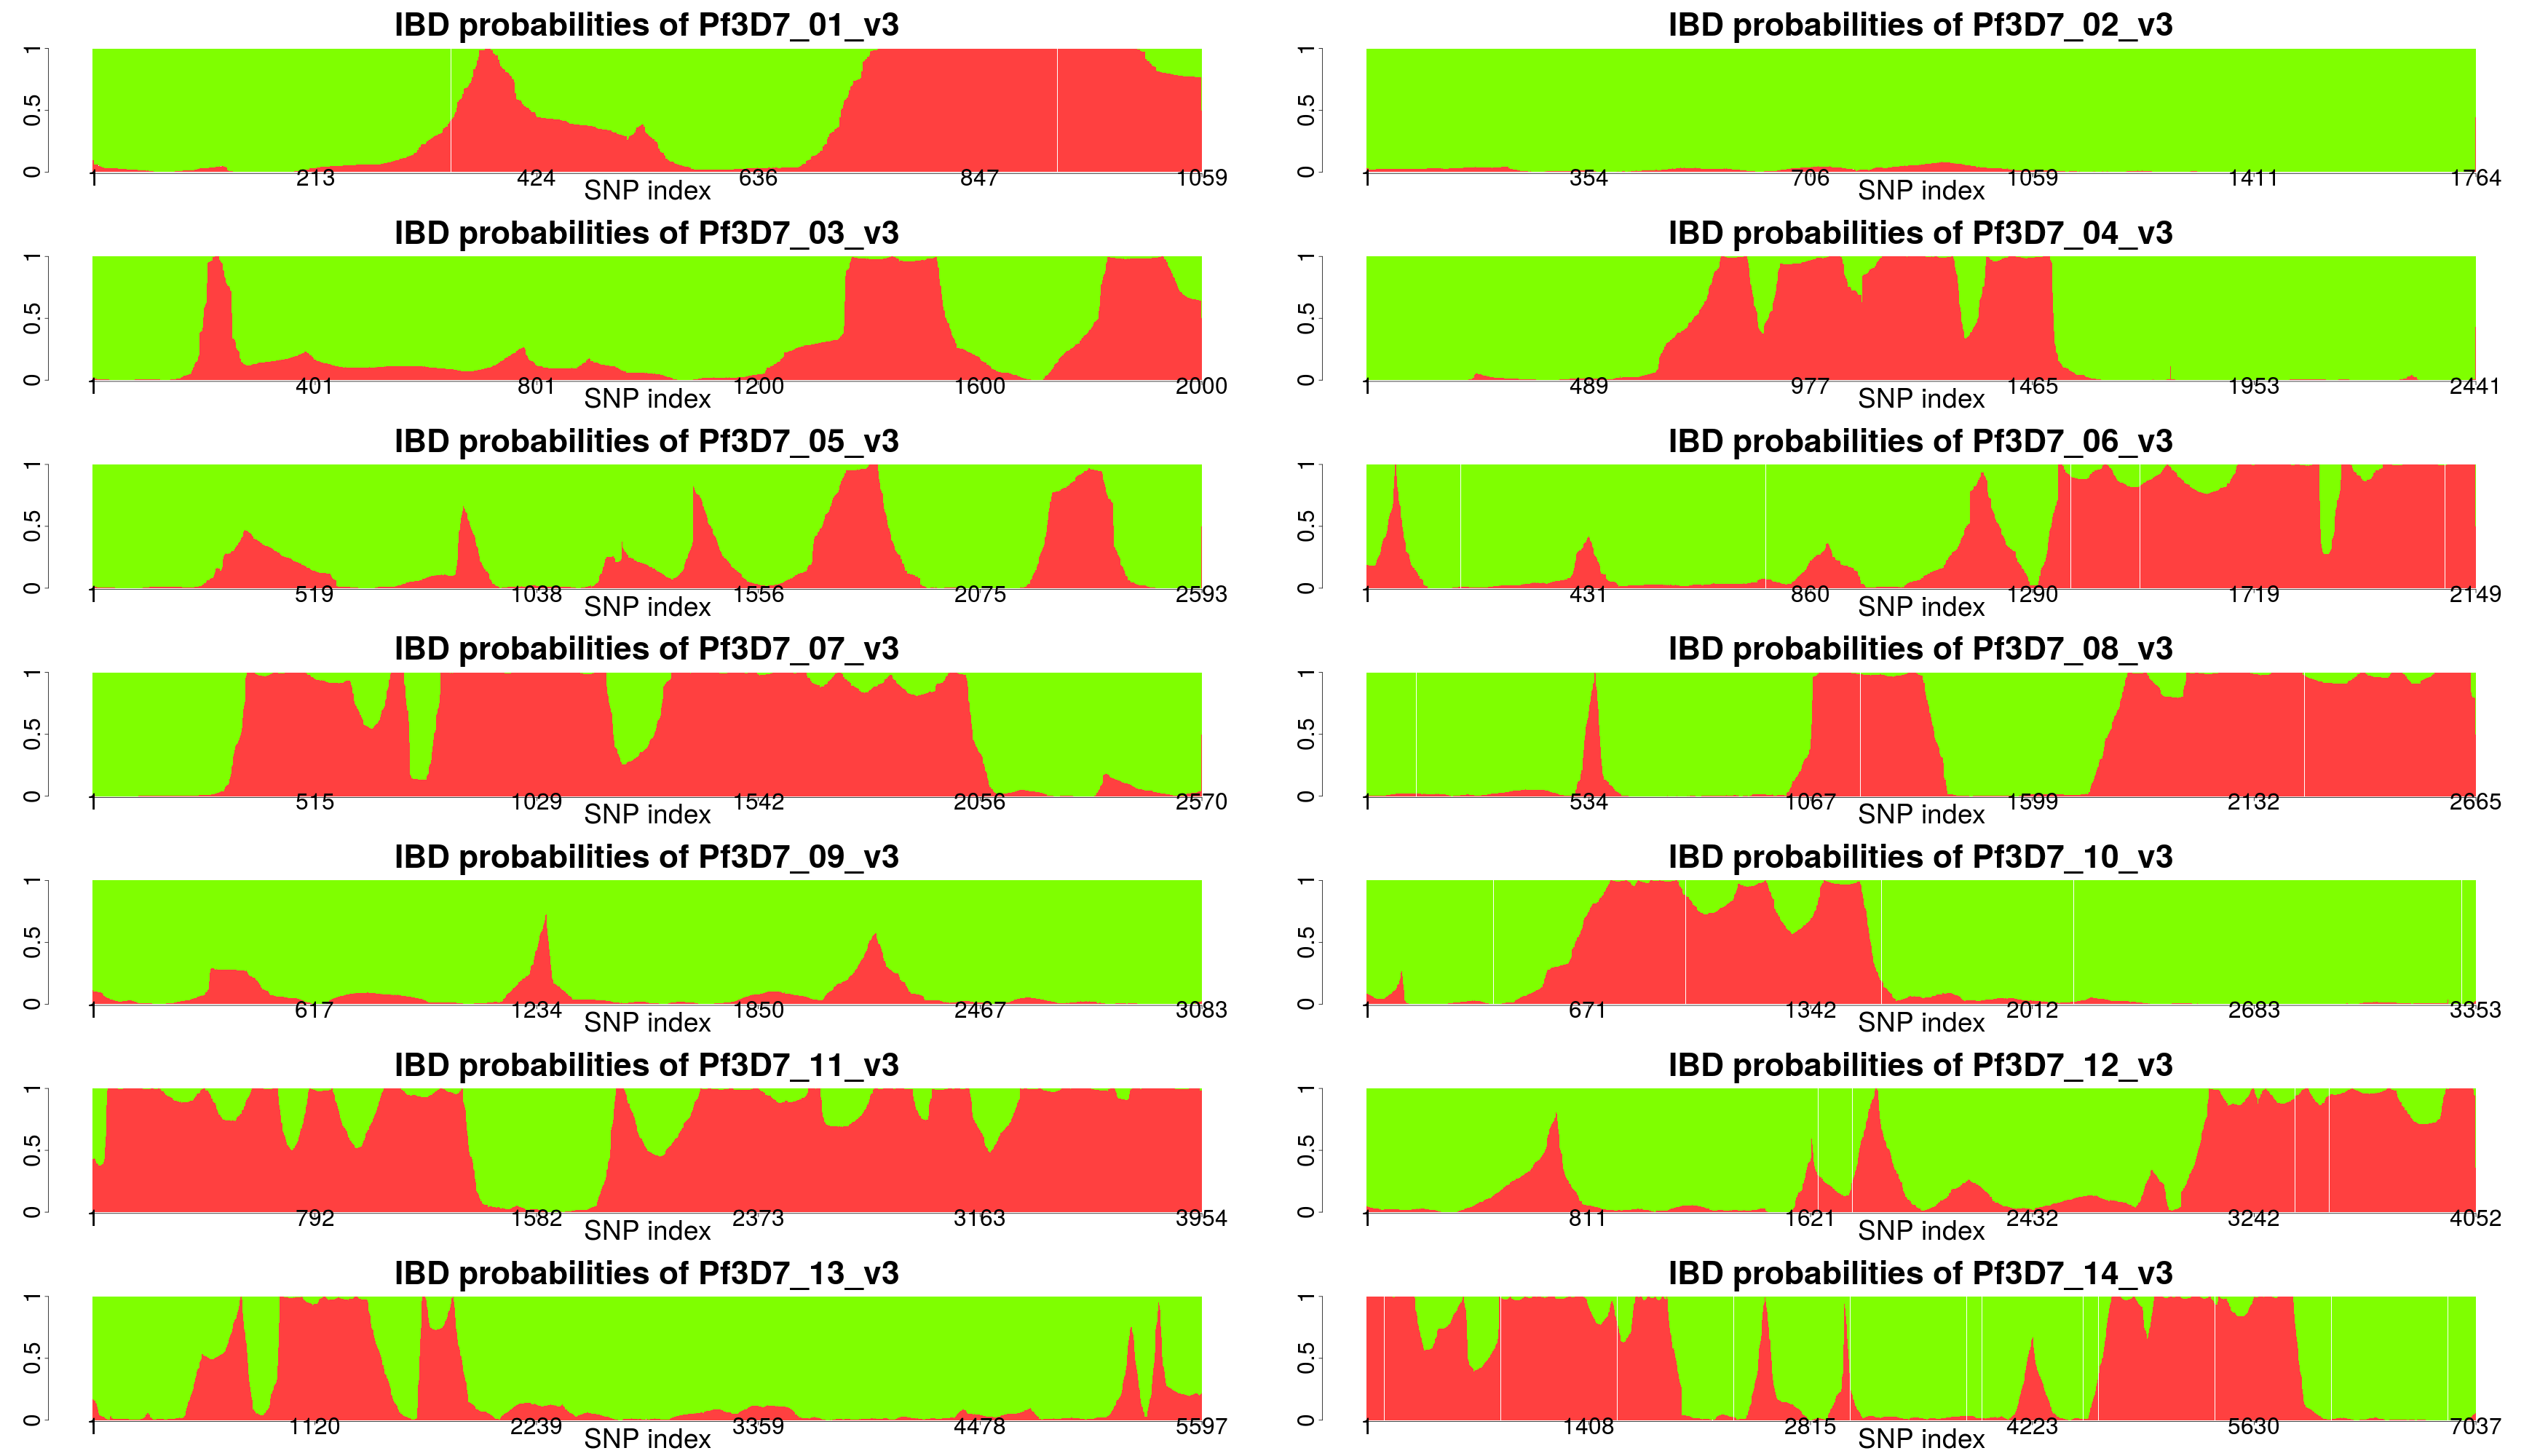 IBD probabilities of Pf3D7_01_v3
1
0.5
0
1 213 424 636 847 1059
SNP index
IBD probabilities of Pf3D7_02_v3
1
0.5
0
1 354 706 1059 1411 1764
SNP index
IBD probabilities of Pf3D7_03_v3
1
0.5
0
1 401 801 1200 1600 2000
SNP index
IBD probabilities of Pf3D7_04_v3
1
0.5
0
1 489 977 1465 1953 2441
SNP index
IBD probabilities of Pf3D7_05_v3
1
0.5
0
1 519 1038 1556 2075 2593
SNP index
IBD probabilities of Pf3D7_06_v3
1
0.5
0
1 431 860 1290 1719 2149
SNP index
IBD probabilities of Pf3D7_07_v3
1
0.5
0
1 515 1029 1542 2056 2570
SNP index
IBD probabilities of Pf3D7_08_v3
1
0.5
0
1 534 1067 1599 2132 2665
SNP index
IBD probabilities of Pf3D7_09_v3
1
0.5
0
1 617 1234 1850 2467 3083
SNP index
IBD probabilities of Pf3D7_10_v3
1
0.5
0
1 671 1342 2012 2683 3353
SNP index
IBD probabilities of Pf3D7_11_v3
1
0.5
0
1 792 1582 2373 3163 3954
SNP index
IBD probabilities of Pf3D7_12_v3
1
0.5
0
1 811 1621 2432 3242 4052
SNP index
IBD probabilities of Pf3D7_13_v3
1
0.5
0
1 1120 2239 3359 4478 5597
SNP index
IBD probabilities of Pf3D7_14_v3
1
0.5
0
1 1408 2815 4223 5630 7037
SNP index